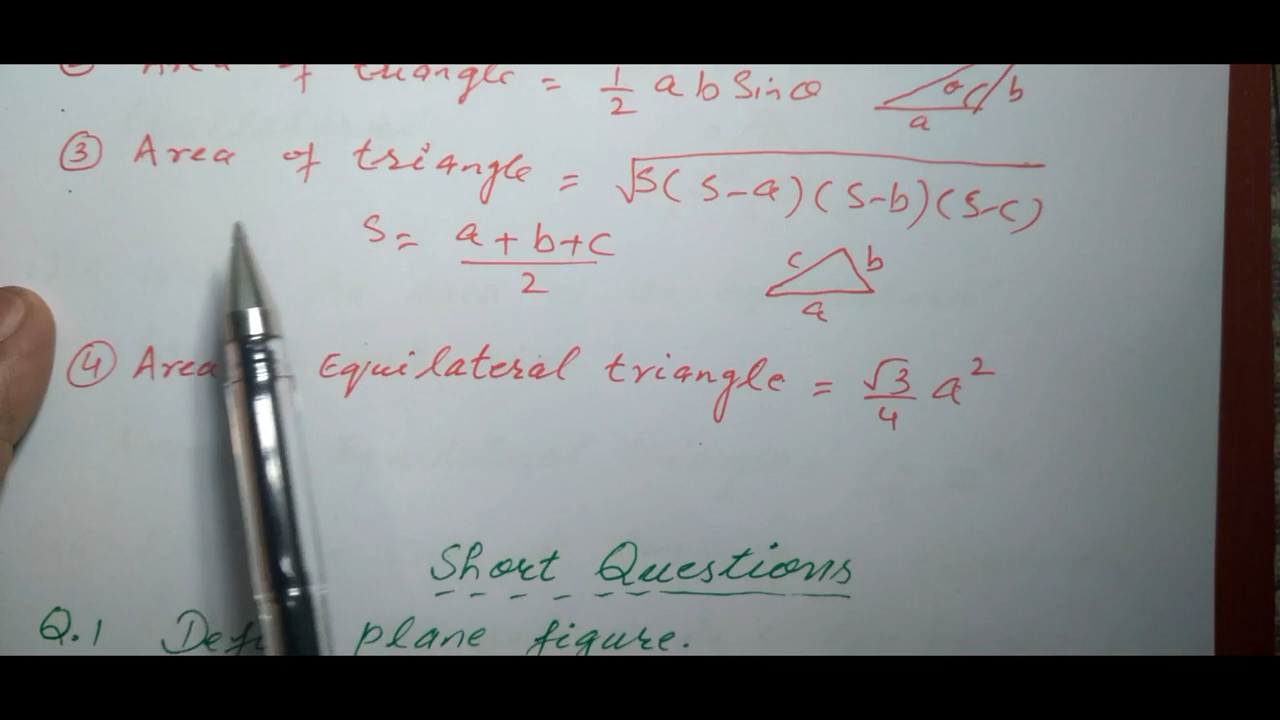 ② Area of triangle = 1/2 a b Sin θ
θ b
a
③ Area of triangle = √S(S-a)(S-b)(S-c)
S = a+b+c/2
c b
a
④ Area Equilateral triangle = √3/4 a²
Short Questions
Q.1 plane figure.